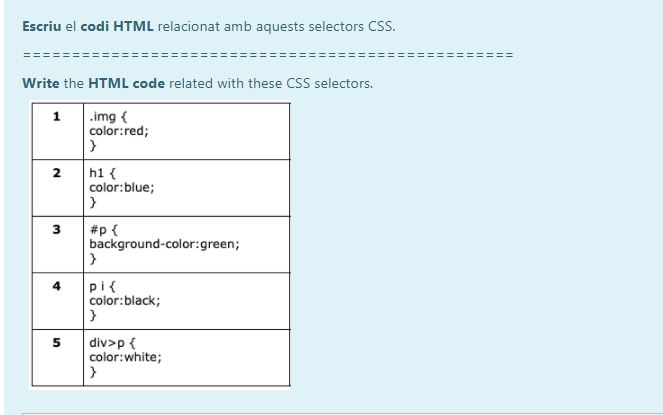 Escriu el codi HTML relacionat amb aquests selectors CSS.
==================================================
Write the HTML code related with these CSS selectors.
1 .img {
color:red;
}
2 h1 {
color:blue;
}
3 #p {
background-color:green;
}
4 p i {
color:black;
}
5 div>p {
color:white;
}